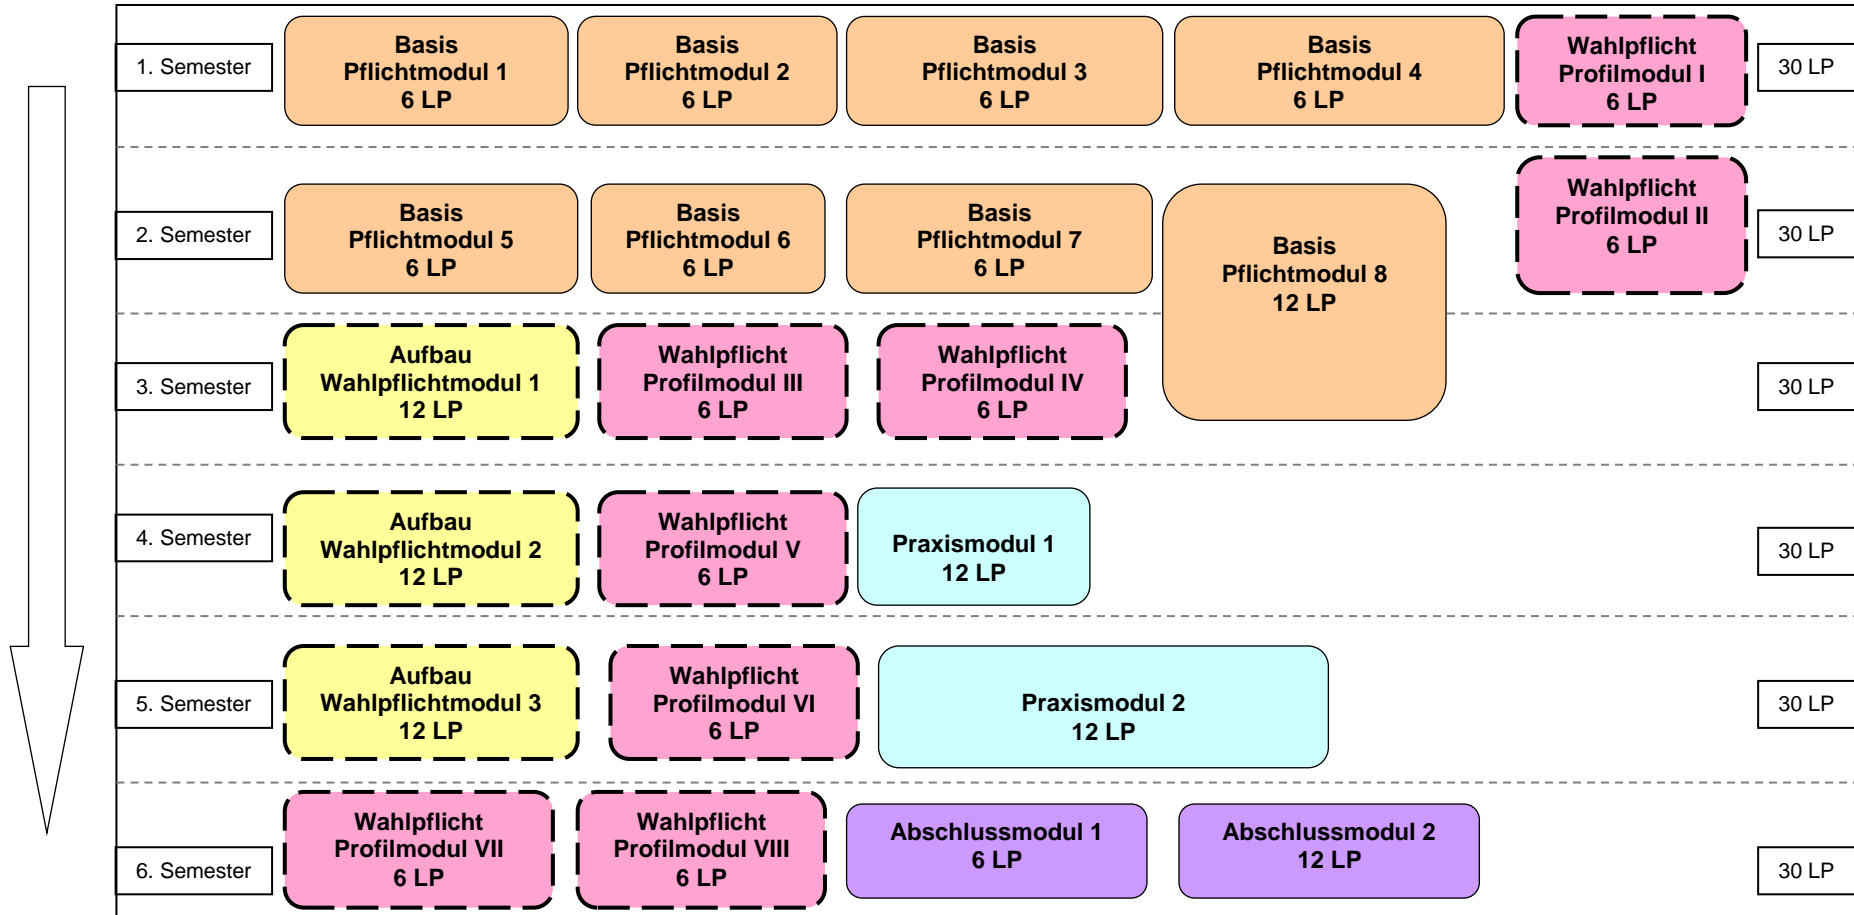 1. Semester
Basis
Pflichtmodul 1
6 LP
Basis
Pflichtmodul 2
6 LP
Basis
Pflichtmodul 3
6 LP
Basis
Pflichtmodul 4
6 LP
Wahlpflicht
Profilmodul I
6 LP
30 LP
2. Semester
Basis
Pflichtmodul 5
6 LP
Basis
Pflichtmodul 6
6 LP
Basis
Pflichtmodul 7
6 LP
Basis
Pflichtmodul 8
12 LP
Wahlpflicht
Profilmodul II
6 LP
30 LP
3. Semester
Aufbau
Wahlpflichtmodul 1
12 LP
Wahlpflicht
Profilmodul III
6 LP
Wahlpflicht
Profilmodul IV
6 LP
30 LP
4. Semester
Aufbau
Wahlpflichtmodul 2
12 LP
Wahlpflicht
Profilmodul V
6 LP
Praxismodul 1
12 LP
30 LP
5. Semester
Aufbau
Wahlpflichtmodul 3
12 LP
Wahlpflicht
Profilmodul VI
6 LP
Praxismodul 2
12 LP
30 LP
6. Semester
Wahlpflicht
Profilmodul VII
6 LP
Wahlpflicht
Profilmodul VIII
6 LP
Abschlussmodul 1
6 LP
Abschlussmodul 2
12 LP
30 LP